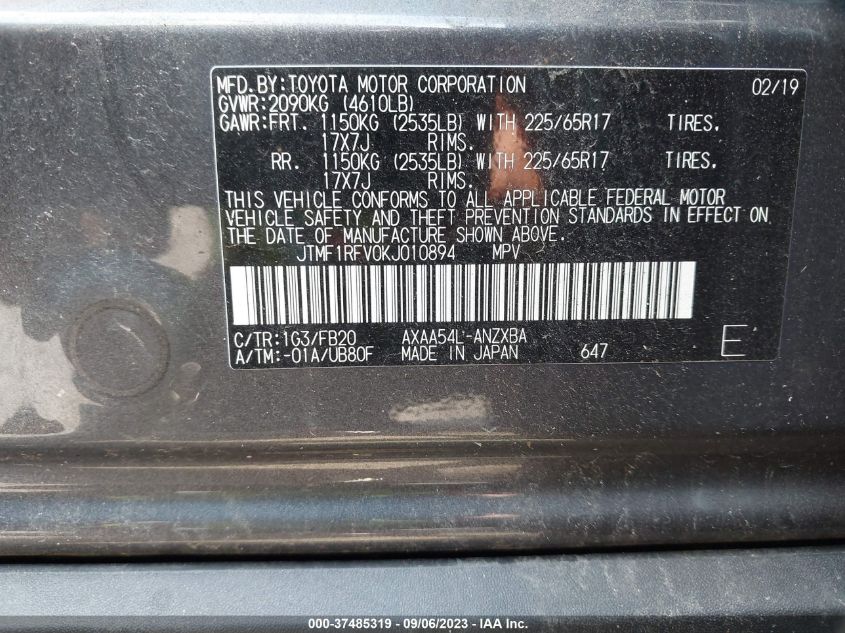 MFD.BY:TOYOTA MOTOR CORPORATION 02/19
GVWR:2090KG (4610LB)
GAWR:FRT. 1150KG (2535LB) WITH 225/65R17 TIRES.
17X7J RIMS.
RR. 1150KG (2535LB) WITH 225/65R17 TIRES.
17X7J RIMS.
THIS VEHICLE CONFORMS TO ALL APPLICABLE FEDERAL MOTOR
VEHICLE SAFETY AND THEFT PREVENTION STANDARDS IN EFFECT ON
THE DATE OF MANUFACTURE SHOWN ABOVE.
JTMF1RFV0KJ010894 MPV
C/TR:1G3/FB20 AXAA54L-ANZXBA
A/TM:-01A/UB80F MADE IN JAPAN 647 E
000-37485319 - 09/06/2023 - ©IAA Inc.